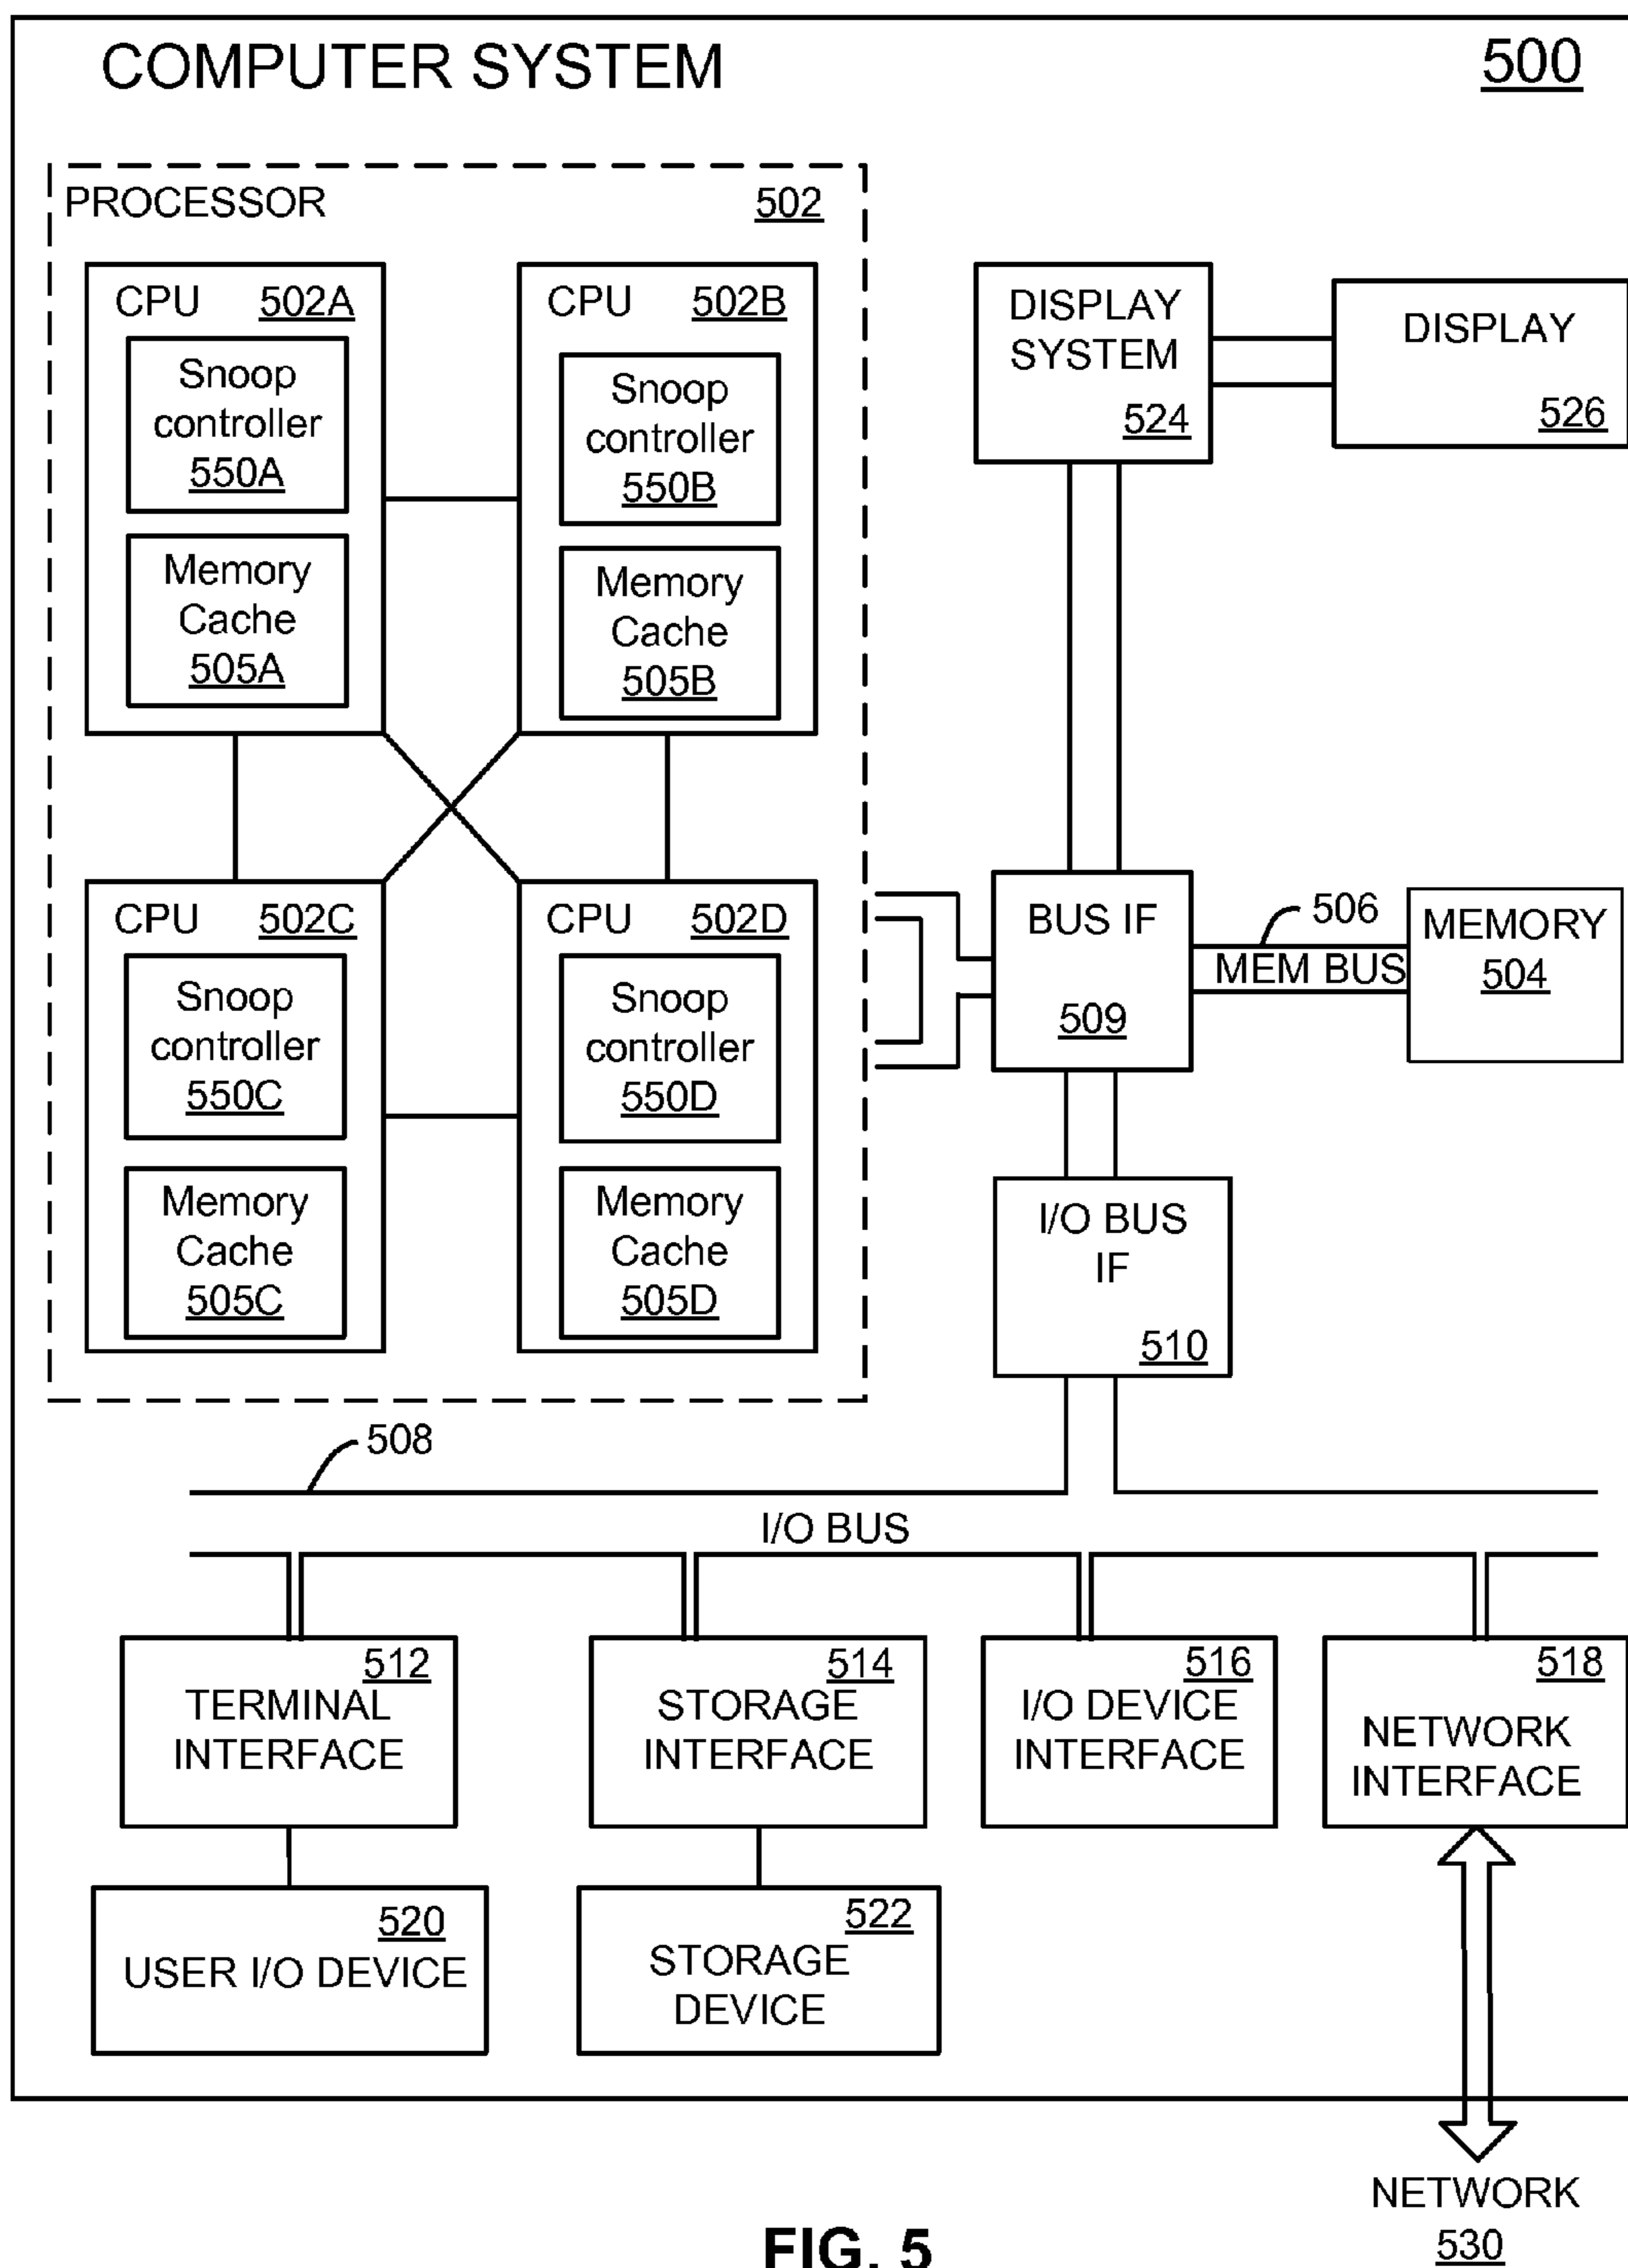 COMPUTER SYSTEM
500
PROCESSOR
502
CPU 502A
Snoop
controller
550A
Memory
Cache
505A
CPU 502B
Snoop
controller
550B
Memory
Cache
505B
DISPLAY
SYSTEM
524
DISPLAY
526
CPU 502C
Snoop
controller
550C
Memory
Cache
505C
CPU 502D
Snoop
controller
550D
Memory
Cache
505D
BUS IF
509
506
MEM BUS
MEMORY
504
I/O BUS
IF
510
508
I/O BUS
512
TERMINAL
INTERFACE
514
STORAGE
INTERFACE
516
I/O DEVICE
INTERFACE
518
NETWORK
INTERFACE
520
USER I/O DEVICE
522
STORAGE
DEVICE
NETWORK
530
FIG. 5